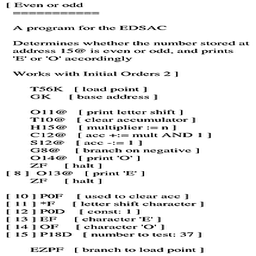 [ Even or odd
===========
A program for the EDSAC
Determines whether the number stored at
address 15@ is even or odd, and prints
'E' or 'O' accordingly
Works with Initial Orders 2 ]
T56K [ load point ]
GK [ base address ]
O11@ [ print letter shift ]
T10@ [ clear accumulator ]
H15@ [ multiplier := n ]
C12@ [ acc +:= mult AND 1 ]
S12@ [ acc -:= 1 ]
G8@ [ branch on negative ]
O14@ [ print 'O' ]
ZF [ halt ]
[ 8 ] O13@ [ print 'E' ]
ZF [ halt ]
[ 10 ] P0F [ used to clear acc ]
[ 11 ] *F [ letter shift character ]
[ 12 ] P0D [ const: 1 ]
[ 13 ] EF [ character 'E' ]
[ 14 ] OF [ character 'O' ]
[ 15 ] P18D [ number to test: 37 ]
EZPF [ branch to load point ]